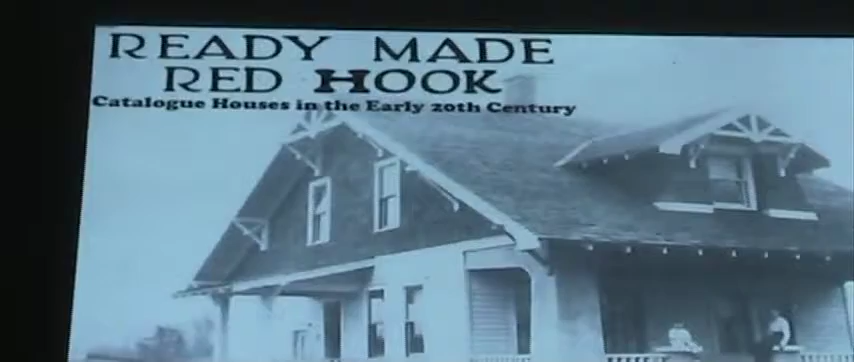 READY MADE
RED HOOK
Catalogue Houses in the Early 20th Century